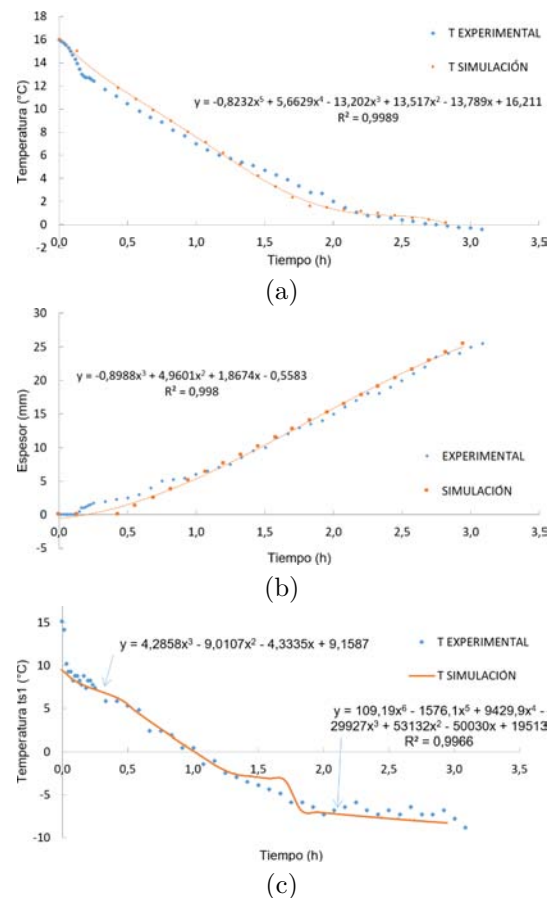 18
16
14
12
10
8
6
4
2
0
-2
Temperatura (°C)
T EXPERIMENTAL
T SIMULACIÓN
y = -0,8232x⁵ + 5,6629x⁴ - 13,202x³ + 13,517x² - 13,789x + 16,211
R² = 0,9989
0,0 0,5 1,0 1,5 2,0 2,5 3,0 3,5
Tiempo (h)
(a)
30
25
20
15
10
5
0
-5
Espesor (mm)
y = -0,8988x³ + 4,9601x² + 1,8674x - 0,5583
R² = 0,998
EXPERIMENTAL
SIMULACIÓN
0,0 0,5 1,0 1,5 2,0 2,5 3,0 3,5
Tiempo (h)
(b)
15
10
5
0
-5
-10
Temperatura ts1 (°C)
y = 4,2858x³ - 9,0107x² - 4,3335x + 9,1587
T EXPERIMENTAL
T SIMULACIÓN
y = 109,19x⁶ - 1576,1x⁵ + 9429,9x⁴ -
29927x³ + 53132x² - 50030x + 19513
R² = 0,9966
0,0 0,5 1,0 1,5 2,0 2,5 3,0 3,5
Tiempo (h)
(c)